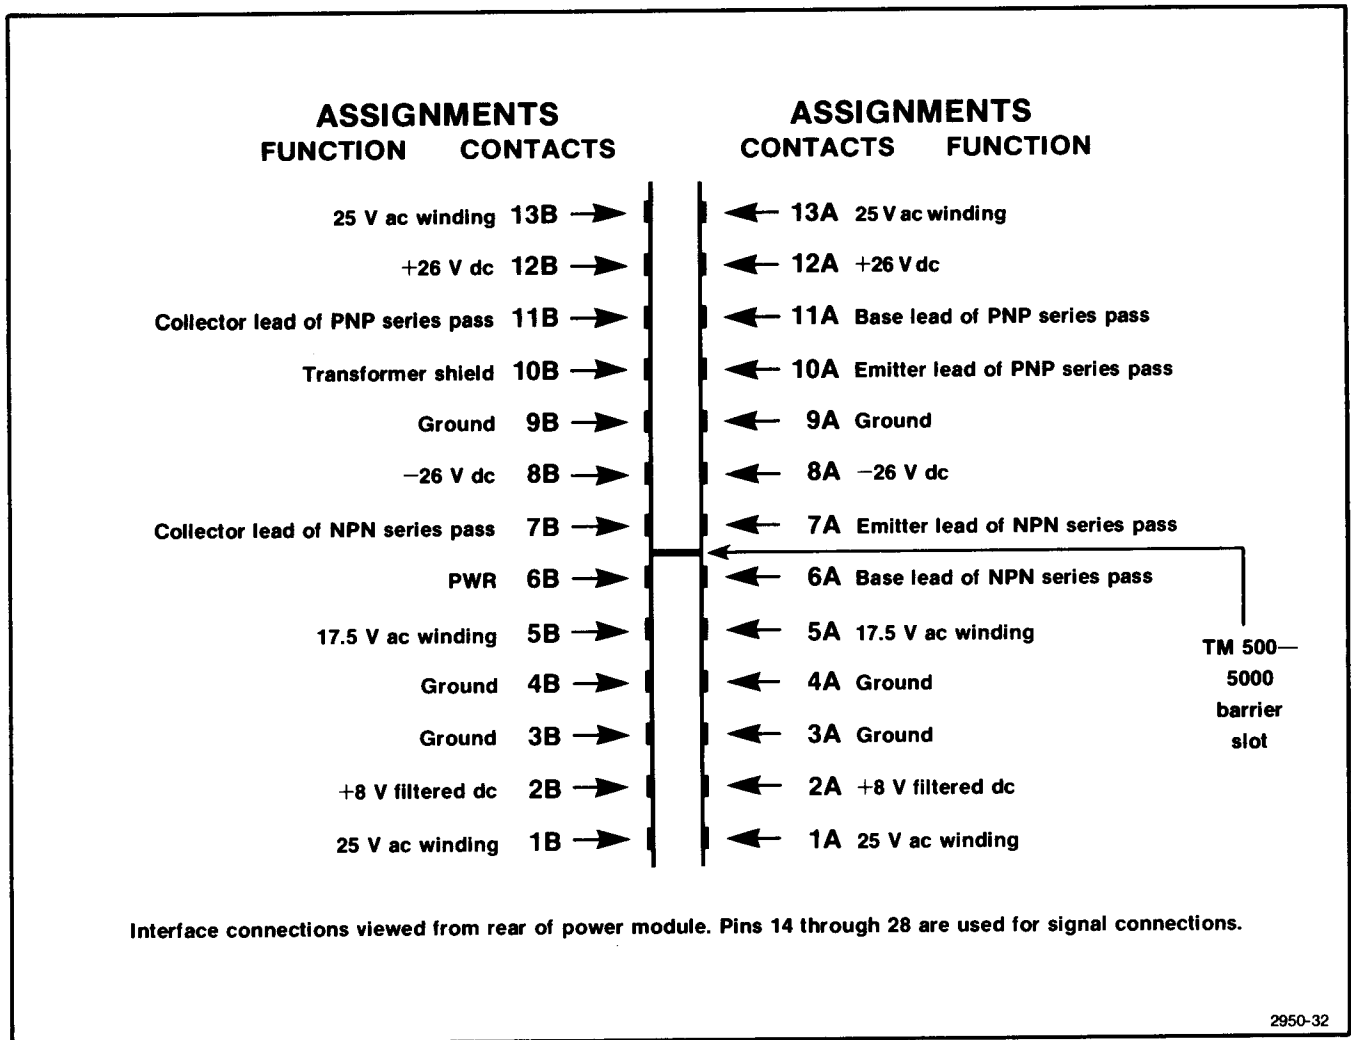 ASSIGNMENTS ASSIGNMENTS
FUNCTION CONTACTS CONTACTS FUNCTION
25 V ac winding 13B 13A 25 V ac winding
+26 V dc 12B 12A +26 V dc
Collector lead of PNP series pass 11B 11A Base lead of PNP series pass
Transformer shield 10B 10A Emitter lead of PNP series pass
Ground 9B 9A Ground
−26 V dc 8B 8A −26 V dc
Collector lead of NPN series pass 7B 7A Emitter lead of NPN series pass
PWR 6B 6A Base lead of NPN series pass
17.5 V ac winding 5B 5A 17.5 V ac winding
Ground 4B 4A Ground
Ground 3B 3A Ground
+8 V filtered dc 2B 2A +8 V filtered dc
25 V ac winding 1B 1A 25 V ac winding
TM 500—
5000
barrier
slot
Interface connections viewed from rear of power module. Pins 14 through 28 are used for signal connections.
2950-32